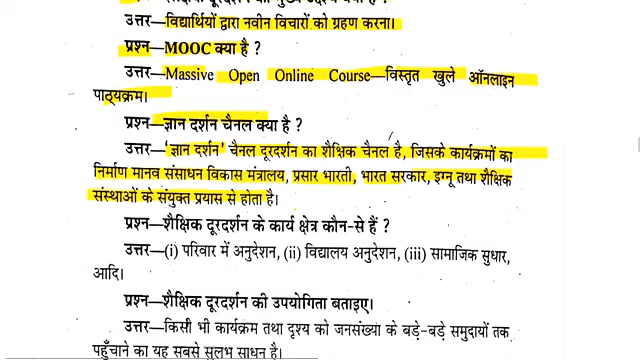 उत्तर—विद्यार्थियों द्वारा नवीन विचारों को ग्रहण करना।
प्रश्न—MOOC क्या है ?
उत्तर—Massive Open Online Course—विस्तृत खुले ऑनलाइन
पाठ्यक्रम।
प्रश्न—ज्ञान दर्शन चैनल क्या है ?
उत्तर—'ज्ञान दर्शन' चैनल दूरदर्शन का शैक्षिक चैनल है, जिसके कार्यक्रमों का
निर्माण मानव संसाधन विकास मंत्रालय, प्रसार भारती, भारत सरकार, इग्नू तथा शैक्षिक
संस्थाओं के संयुक्त प्रयास से होता है।
प्रश्न—शैक्षिक दूरदर्शन के कार्य क्षेत्र कौन-से हैं ?
उत्तर—(i) परिवार में अनुदेशन, (ii) विद्यालय अनुदेशन, (iii) सामाजिक सुधार,
आदि।
प्रश्न—शैक्षिक दूरदर्शन की उपयोगिता बताइए।
उत्तर—किसी भी कार्यक्रम तथा दृश्य को जनसंख्या के बड़े-बड़े समुदायों तक
पहुँचाने का यह सबसे सुलभ साधन है।